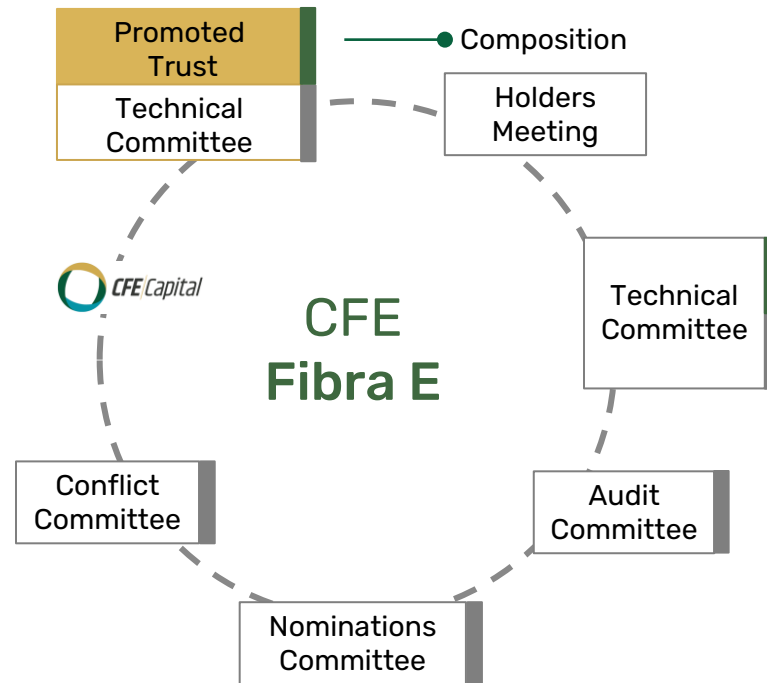 Promoted
Trust
Technical
Committee
Composition
Holders
Meeting
CFE Capital
Technical
Committee
CFE
Fibra E
Conflict
Committee
Audit
Committee
Nominations
Committee